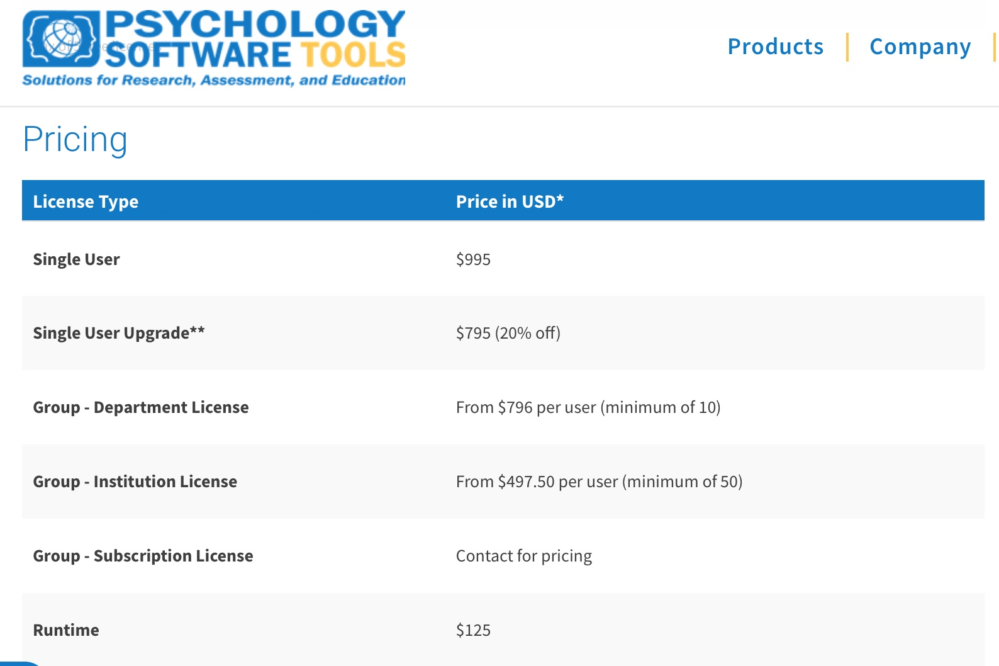 PSYCHOLOGY
SOFTWARE TOOLS
Solutions for Research, Assessment, and Education
Products
Company
Pricing
License Type Price in USD*
Single User $995
Single User Upgrade** $795 (20% off)
Group - Department License From $796 per user (minimum of 10)
Group - Institution License From $497.50 per user (minimum of 50)
Group - Subscription License Contact for pricing
Runtime $125